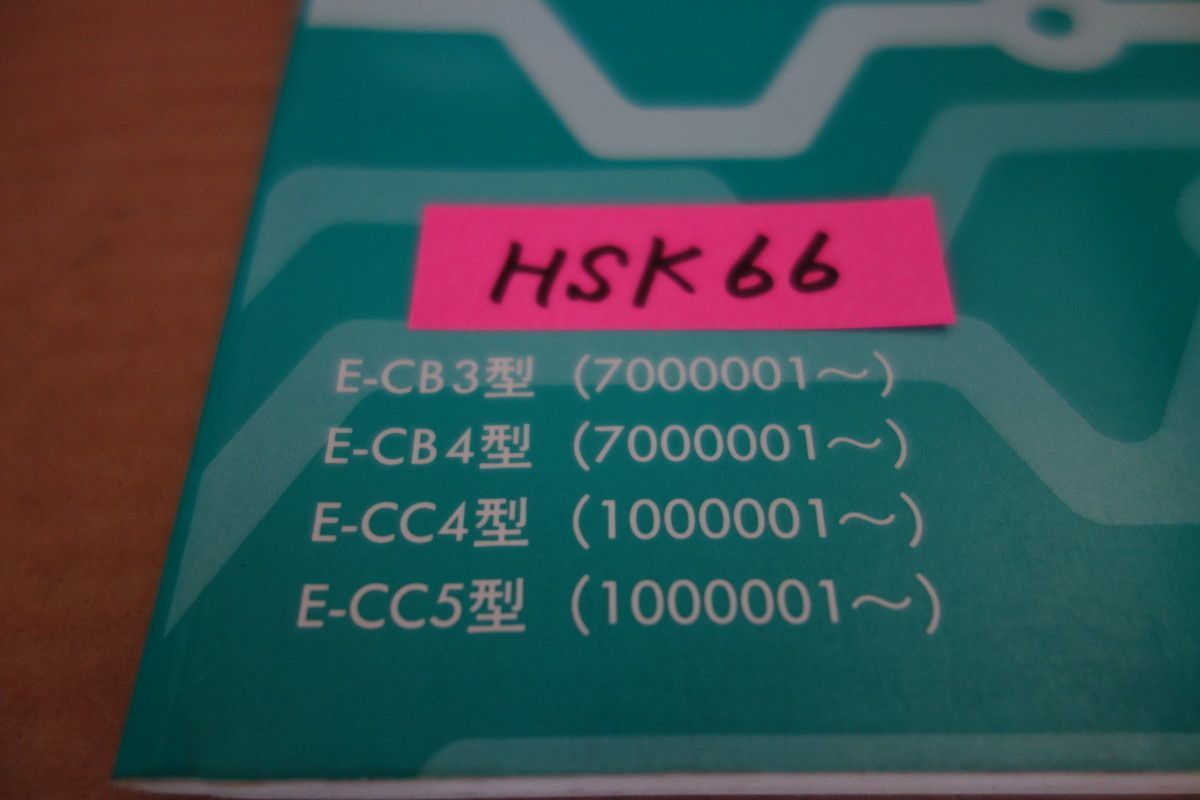 HSK66
E-CB3型 (7000001〜)
E-CB4型 (7000001〜)
E-CC4型 (1000001〜)
E-CC5型 (1000001〜)